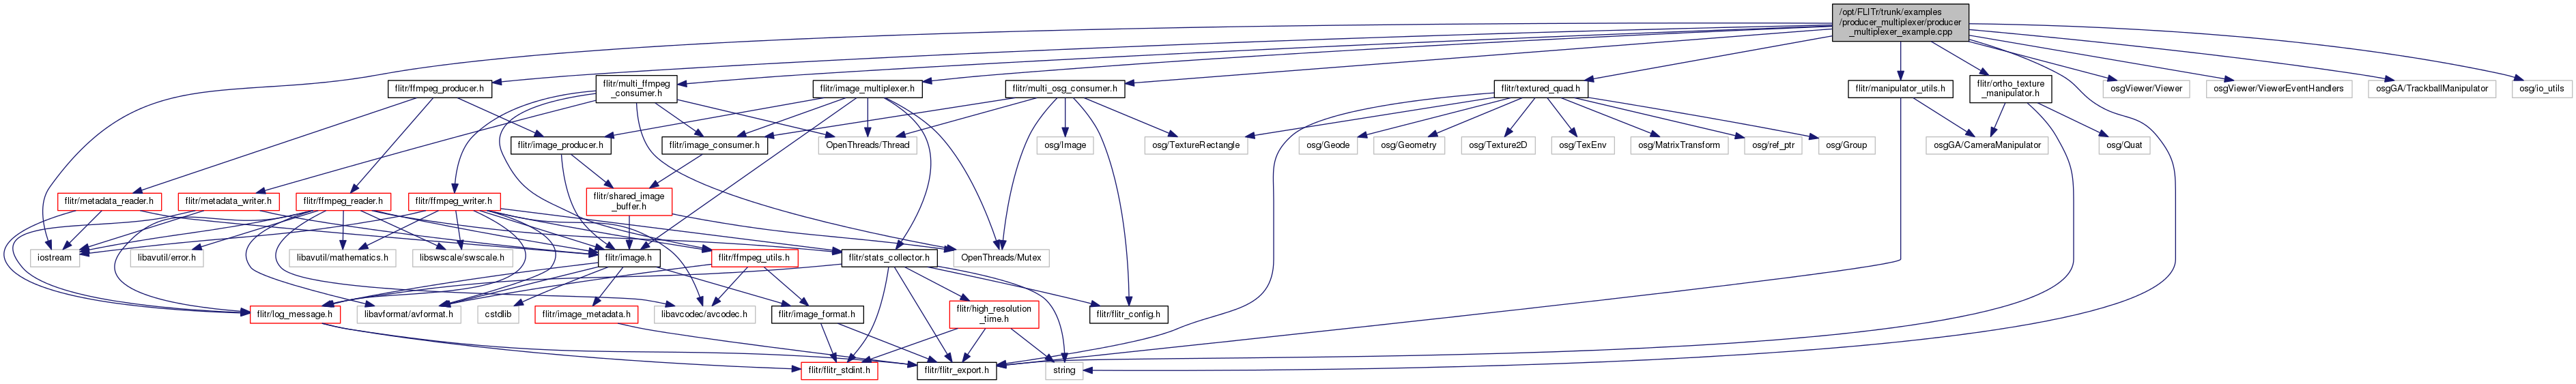 /opt/FLITr/trunk/examples
/producer_multiplexer/producer
_multiplexer_example.cpp
flitr/ffmpeg_producer.h
flitr/multi_ffmpeg
_consumer.h
flitr/image_multiplexer.h
flitr/multi_osg_consumer.h
flitr/textured_quad.h
flitr/manipulator_utils.h
flitr/ortho_texture
_manipulator.h
osgViewer/Viewer
osgViewer/ViewerEventHandlers
osgGA/TrackballManipulator
osg/io_utils
flitr/image_producer.h
flitr/image_consumer.h
OpenThreads/Thread
osg/Image
osg/TextureRectangle
osg/Geode
osg/Geometry
osg/Texture2D
osg/TexEnv
osg/MatrixTransform
osg/ref_ptr
osg/Group
osgGA/CameraManipulator
osg/Quat
flitr/metadata_reader.h
flitr/metadata_writer.h
flitr/ffmpeg_reader.h
flitr/ffmpeg_writer.h
flitr/shared_image
_buffer.h
iostream
libavutil/error.h
libavutil/mathematics.h
libswscale/swscale.h
flitr/image.h
flitr/ffmpeg_utils.h
flitr/stats_collector.h
OpenThreads/Mutex
flitr/log_message.h
libavformat/avformat.h
cstdlib
flitr/image_metadata.h
libavcodec/avcodec.h
flitr/image_format.h
flitr/high_resolution
_time.h
flitr/flitr_config.h
flitr/flitr_stdint.h
flitr/flitr_export.h
string